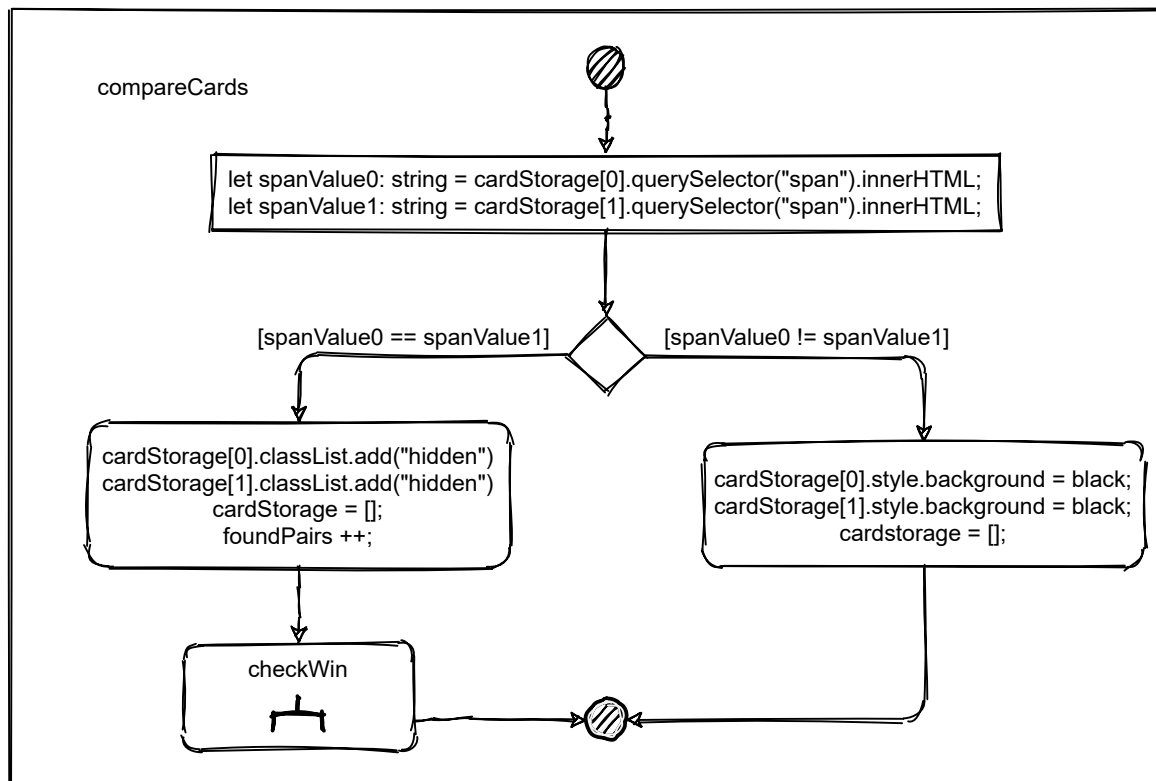 compareCards
let spanValue0: string = cardStorage[0].querySelector("span").innerHTML;
let spanValue1: string = cardStorage[1].querySelector("span").innerHTML;
[spanValue0 == spanValue1]
[spanValue0 != spanValue1]
cardStorage[0].classList.add("hidden")
cardStorage[1].classList.add("hidden")
cardStorage = [];
foundPairs ++;
cardStorage[0].style.background = black;
cardStorage[1].style.background = black;
cardstorage = [];
checkWin